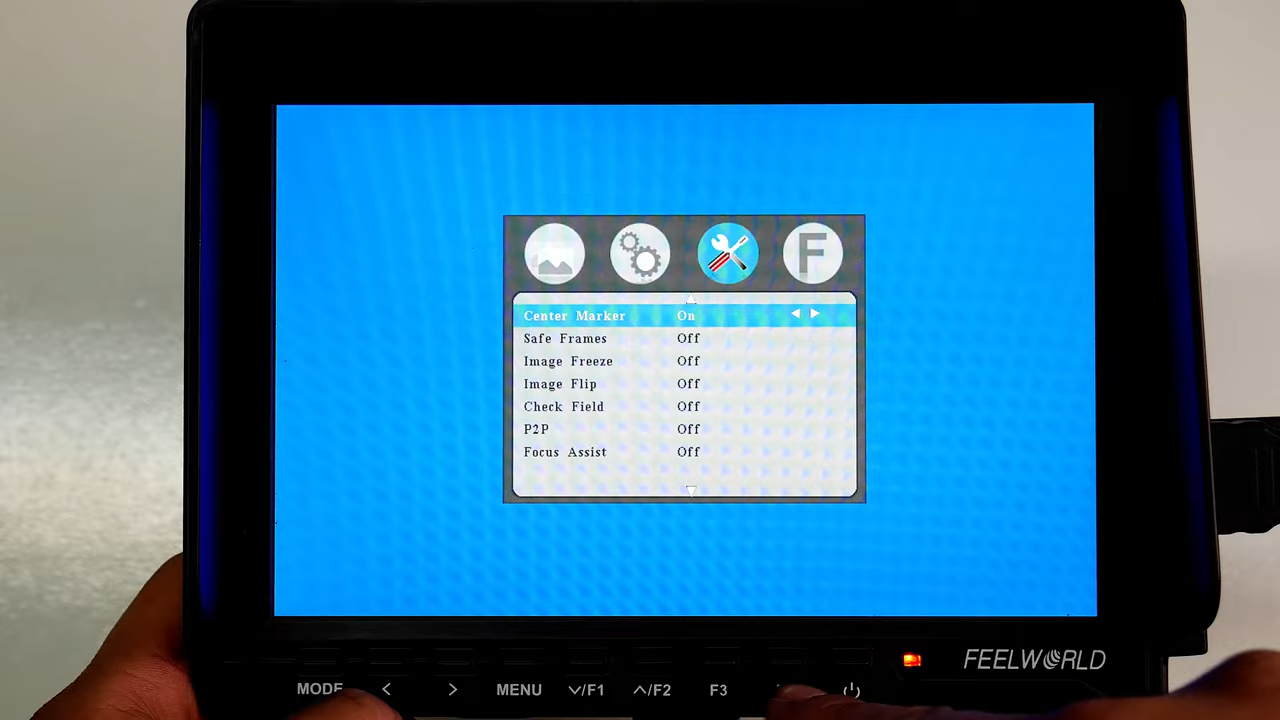 F
Center Marker On
Safe Frames Off
Image Freeze Off
Image Flip Off
Check Field Off
P2P Off
Focus Assist Off
FEELWORLD
MODE < > MENU ∨/F1 ∧/F2 F3